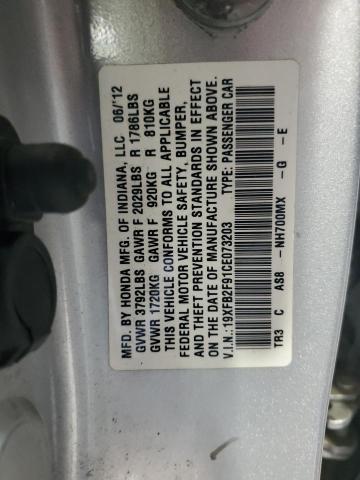 MFD. BY HONDA MFG. OF INDIANA, LLC 06/'12
GVWR 3792LBS GAWR F 2029LBS R 1786LBS
GVWR 1720KG GAWR F 920KG R 810KG
THIS VEHICLE CONFORMS TO ALL APPLICABLE
FEDERAL MOTOR VEHICLE SAFETY, BUMPER,
AND THEFT PREVENTION STANDARDS IN EFFECT
ON THE DATE OF MANUFACTURE SHOWN ABOVE.
V.I.N.:19XFB2F91CE073203 TYPE: PASSENGER CAR
TR3 C AS8 -NH700MX -G -E